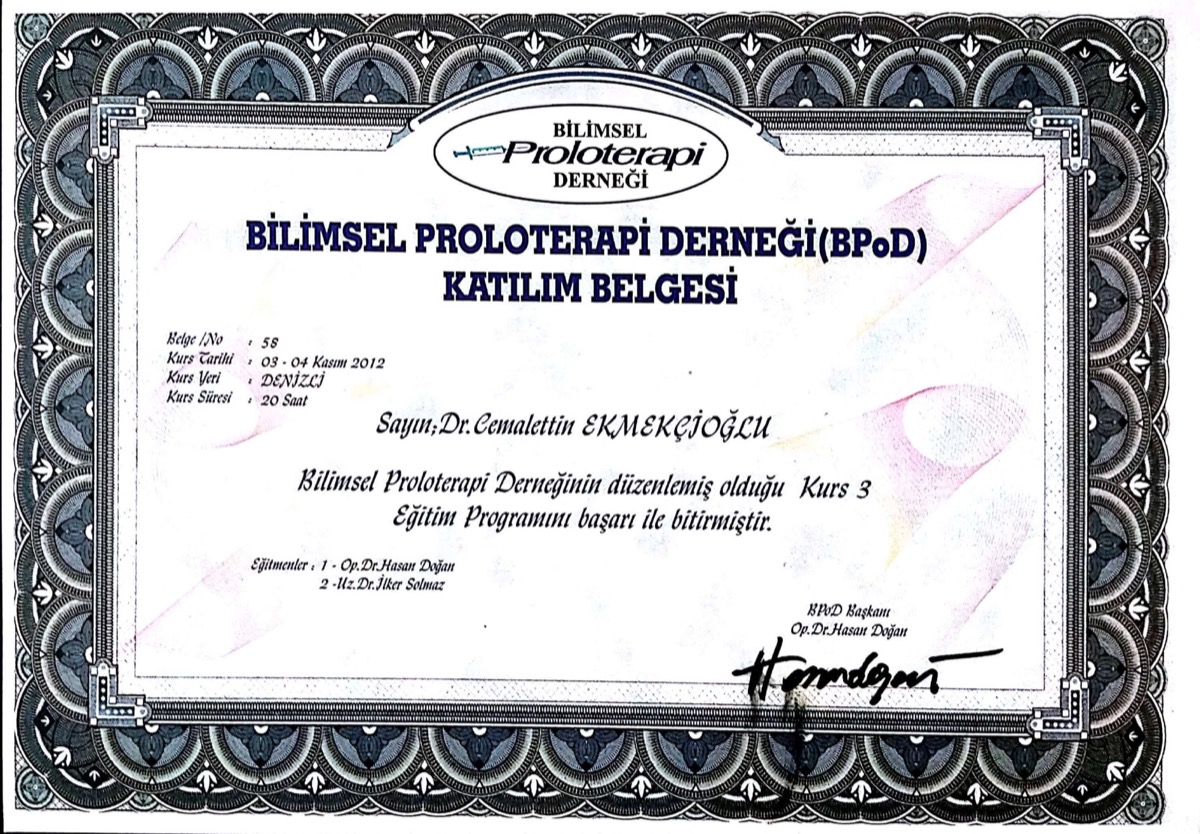 BİLİMSEL
Proloterapi
DERNEĞİ
BİLİMSEL PROLOTERAPİ DERNEĞİ(BPoD)
KATILIM BELGESİ
Belge /No : 58
Kurs Tarihi : 03 - 04 Kasım 2012
Kurs Yeri : DENİZLİ
Kurs Süresi : 20 Saat
Sayın;Dr.Cemalettin EKMEKÇİOĞLU
Bilimsel Proloterapi Derneğinin düzenlemiş olduğu Kurs 3
Eğitim Programını başarı ile bitirmiştir.
Eğitmenler : 1 - Op.Dr.Hasan Doğan
2 -Uz.Dr.İlker Solmaz
BPoD Başkanı
Op.Dr.Hasan Doğan